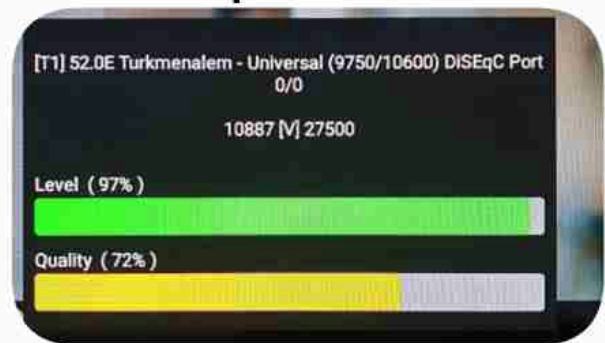 [T1] 52.0E Turkmenalem - Universal (9750/10600) DiSEqC Port
0/0
10887 [V] 27500
Level ( 97% )
Quality ( 72% )